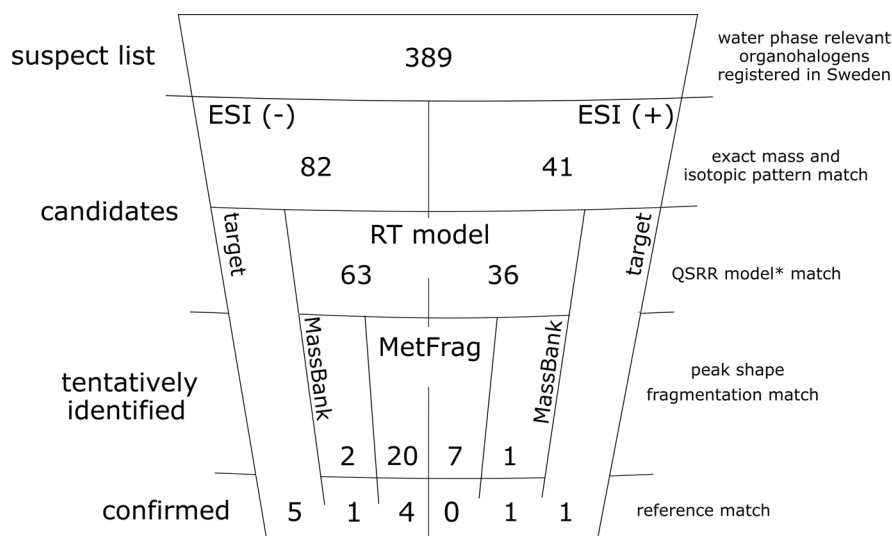 suspect list
389
water phase relevant
organohalogens
registered in Sweden
ESI (-)
ESI (+)
82
41
exact mass and
isotopic pattern match
candidates
target
target
RT model
63
36
QSRR model* match
MassBank
MetFrag
MassBank
tentatively
identified
peak shape
fragmentation match
2
20
7
1
confirmed
5
1
4
0
1
1
reference match